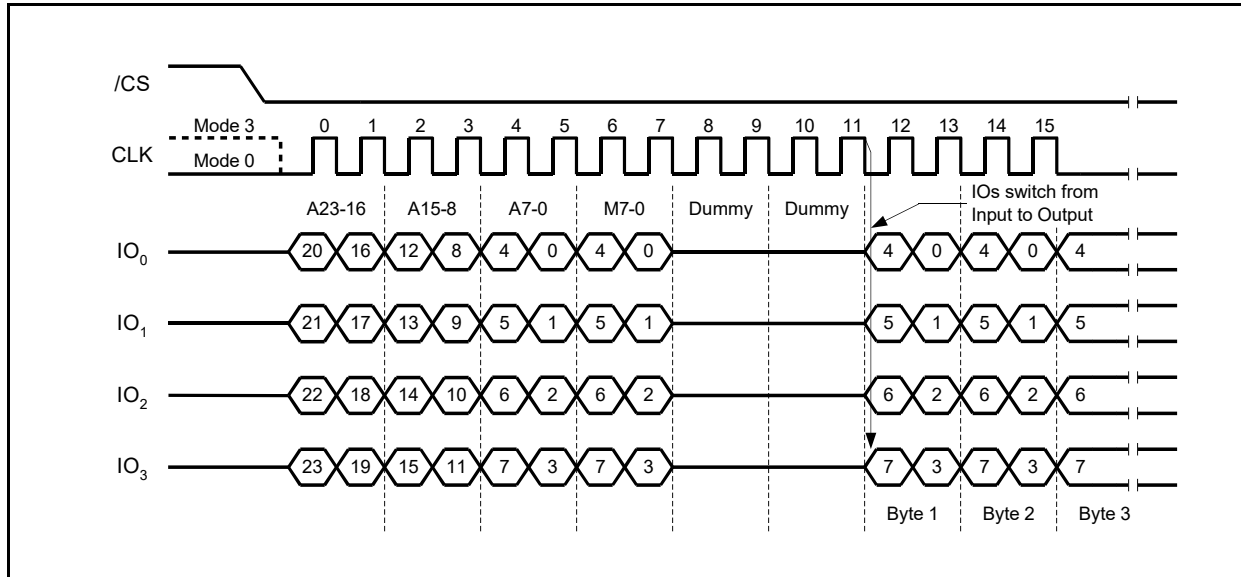 /CS
Mode 3
0 1 2 3 4 5 6 7 8 9 10 11 12 13 14 15
CLK
Mode 0
IOs switch from
Input to Output
A23-16 A15-8 A7-0 M7-0 Dummy Dummy
IO0 20 16 12 8 4 0 4 0 4 0 4 0 4
IO1 21 17 13 9 5 1 5 1 5 1 5 1 5
IO2 22 18 14 10 6 2 6 2 6 2 6 2 6
IO3 23 19 15 11 7 3 7 3 7 3 7 3 7
Byte 1 Byte 2 Byte 3